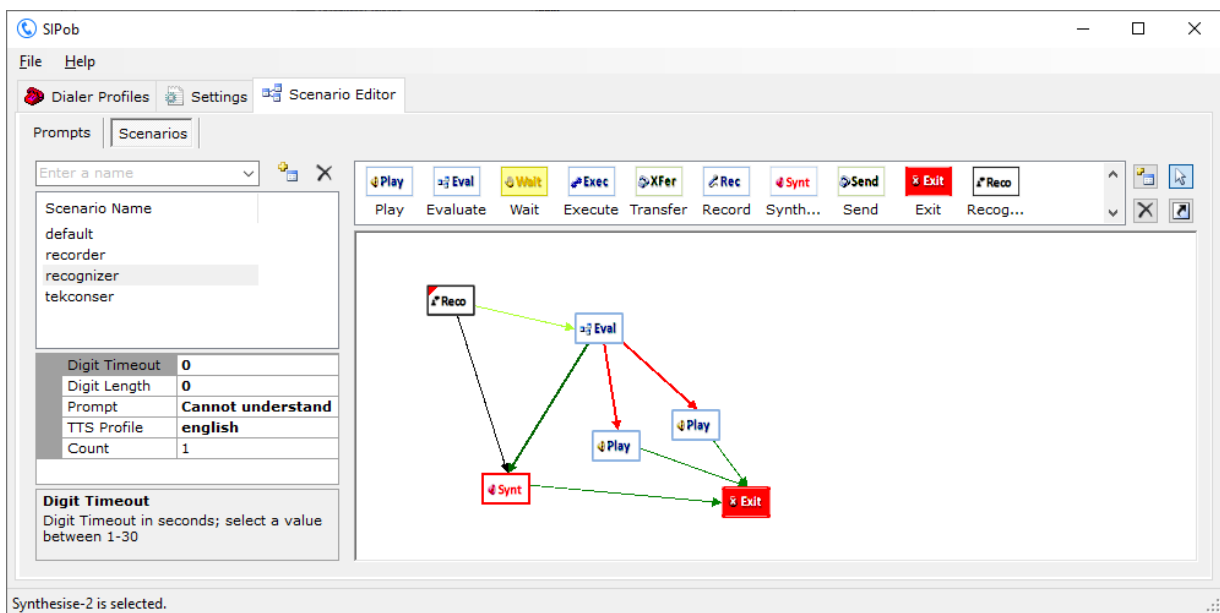 SIPob
File Help
Dialer Profiles Settings Scenario Editor
Prompts Scenarios
Enter a name
Scenario Name
default
recorder
recognizer
tekconser
Digit Timeout 0
Digit Length 0
Prompt Cannot understand
TTS Profile english
Count 1
Digit Timeout
Digit Timeout in seconds; select a value
between 1-30
Play Eval Wait Exec XFer Rec Synt Send Exit Reco
Play Evaluate Wait Execute Transfer Record Synth... Send Exit Recog...
Reco
Eval
Play
Play
Synt
Exit
Synthesise-2 is selected.